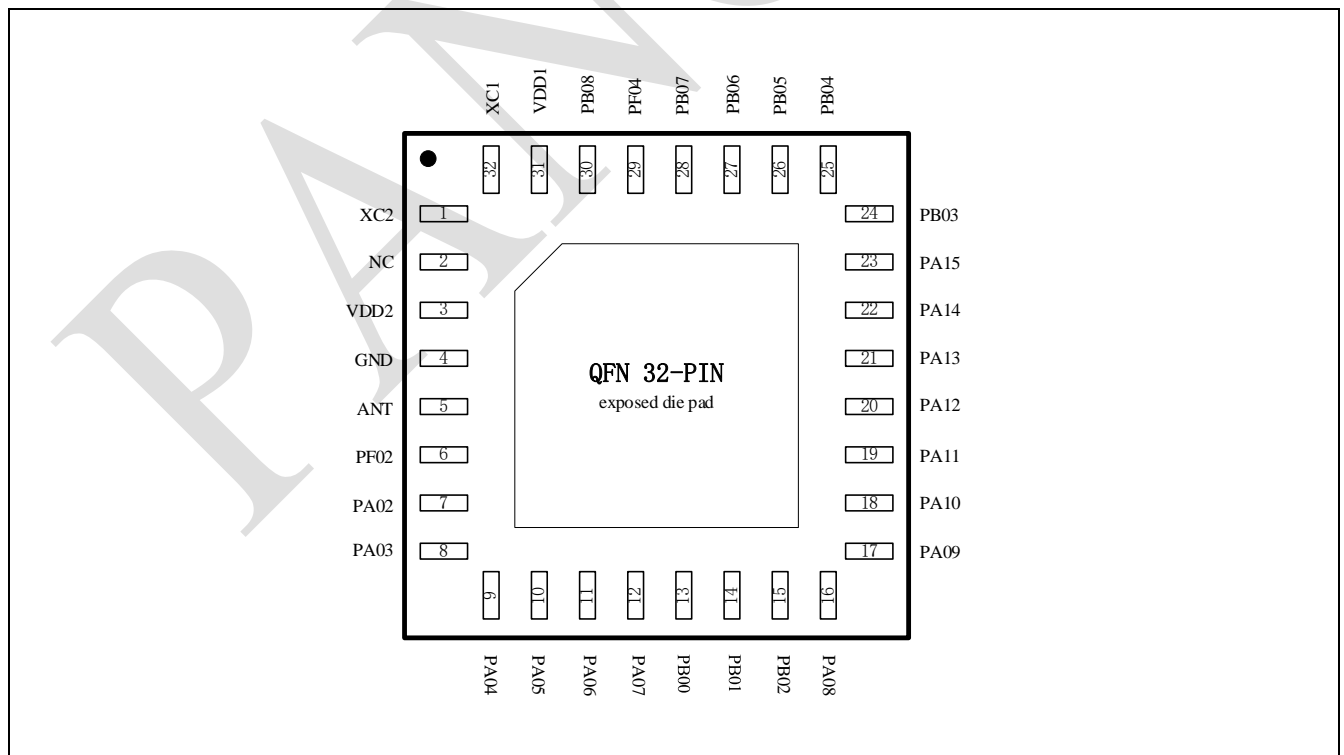 PAN
XC1 VDD1 PB08 PF04 PB07 PB06 PB05 PB04
32 31 30 29 28 27 26 25
XC2 1 24 PB03
NC 2 23 PA15
VDD2 3 22 PA14
GND 4 21 PA13
QFN 32-PIN
exposed die pad
ANT 5 20 PA12
PF02 6 19 PA11
PA02 7 18 PA10
PA03 8 17 PA09
9 10 11 12 13 14 15 16
PA04 PA05 PA06 PA07 PB00 PB01 PB02 PA08